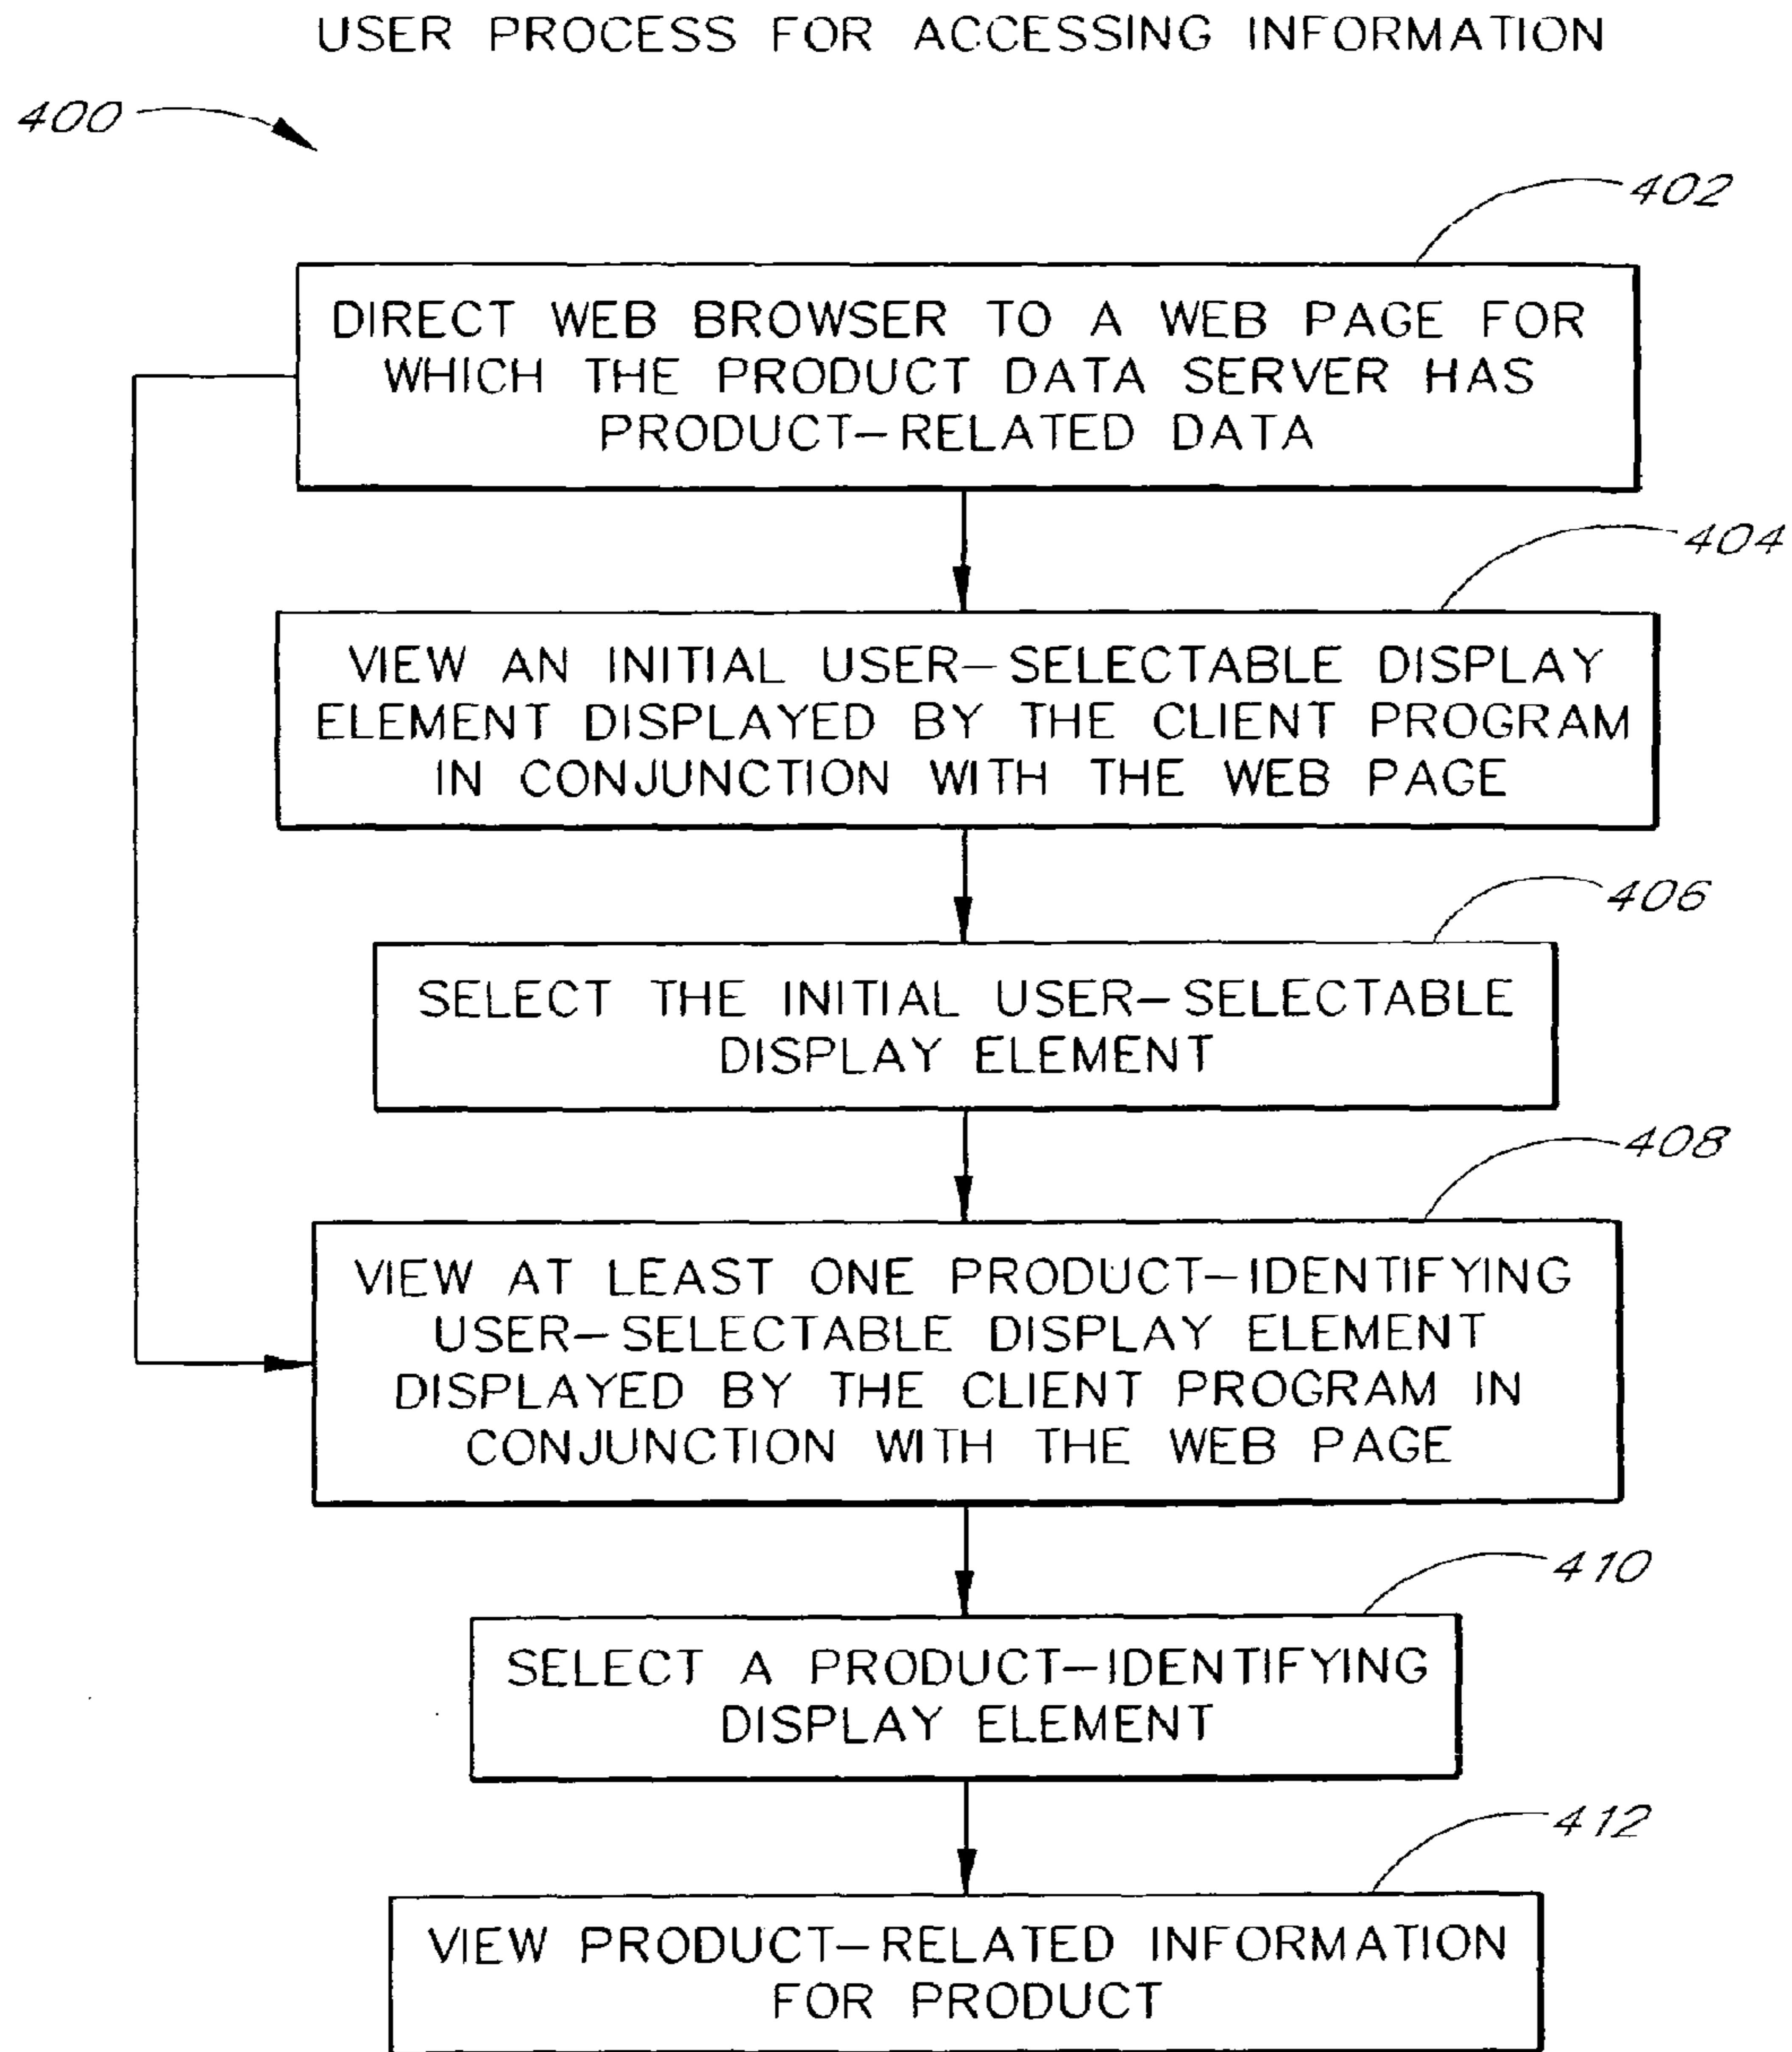 USER PROCESS FOR ACCESSING INFORMATION
400
402
DIRECT WEB BROWSER TO A WEB PAGE FOR
WHICH THE PRODUCT DATA SERVER HAS
PRODUCT-RELATED DATA
404
VIEW AN INITIAL USER-SELECTABLE DISPLAY
ELEMENT DISPLAYED BY THE CLIENT PROGRAM
IN CONJUNCTION WITH THE WEB PAGE
406
SELECT THE INITIAL USER-SELECTABLE
DISPLAY ELEMENT
408
VIEW AT LEAST ONE PRODUCT-IDENTIFYING
USER-SELECTABLE DISPLAY ELEMENT
DISPLAYED BY THE CLIENT PROGRAM IN
CONJUNCTION WITH THE WEB PAGE
410
SELECT A PRODUCT-IDENTIFYING
DISPLAY ELEMENT
412
VIEW PRODUCT-RELATED INFORMATION
FOR PRODUCT